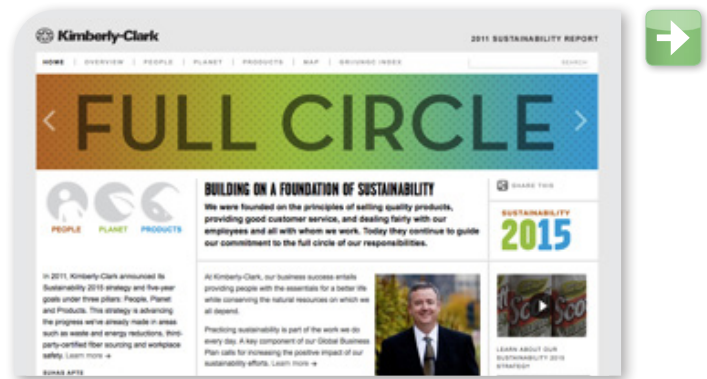 Kimberly-Clark
2011 SUSTAINABILITY REPORT
HOME | OVERVIEW | PEOPLE | PLANET | PRODUCTS | MAP | GRI/UNGC INDEX
SEARCH
FULL CIRCLE
PEOPLE PLANET PRODUCTS
In 2011, Kimberly-Clark announced its
Sustainability 2015 strategy and five-year
goals under three pillars: People, Planet
and Products. This strategy is advancing
the progress we've already made in areas
such as waste and energy reductions, third-
party-certified fiber sourcing and workplace
safety. Learn more →
SUHAS APTE
BUILDING ON A FOUNDATION OF SUSTAINABILITY
We were founded on the principles of selling quality products,
providing good customer service, and dealing fairly with our
employees and all with whom we work. Today they continue to guide
our commitment to the full circle of our responsibilities.
At Kimberly-Clark, our business success entails
providing people with the essentials for a better life
while conserving the natural resources on which we
all depend.
Practicing sustainability is part of the work we do
every day. A key component of our Global Business
Plan calls for increasing the positive impact of our
sustainability efforts. Learn more →
SHARE THIS
SUSTAINABILITY
2015
Sco
LEARN ABOUT OUR
SUSTAINABILITY 2015
STRATEGY